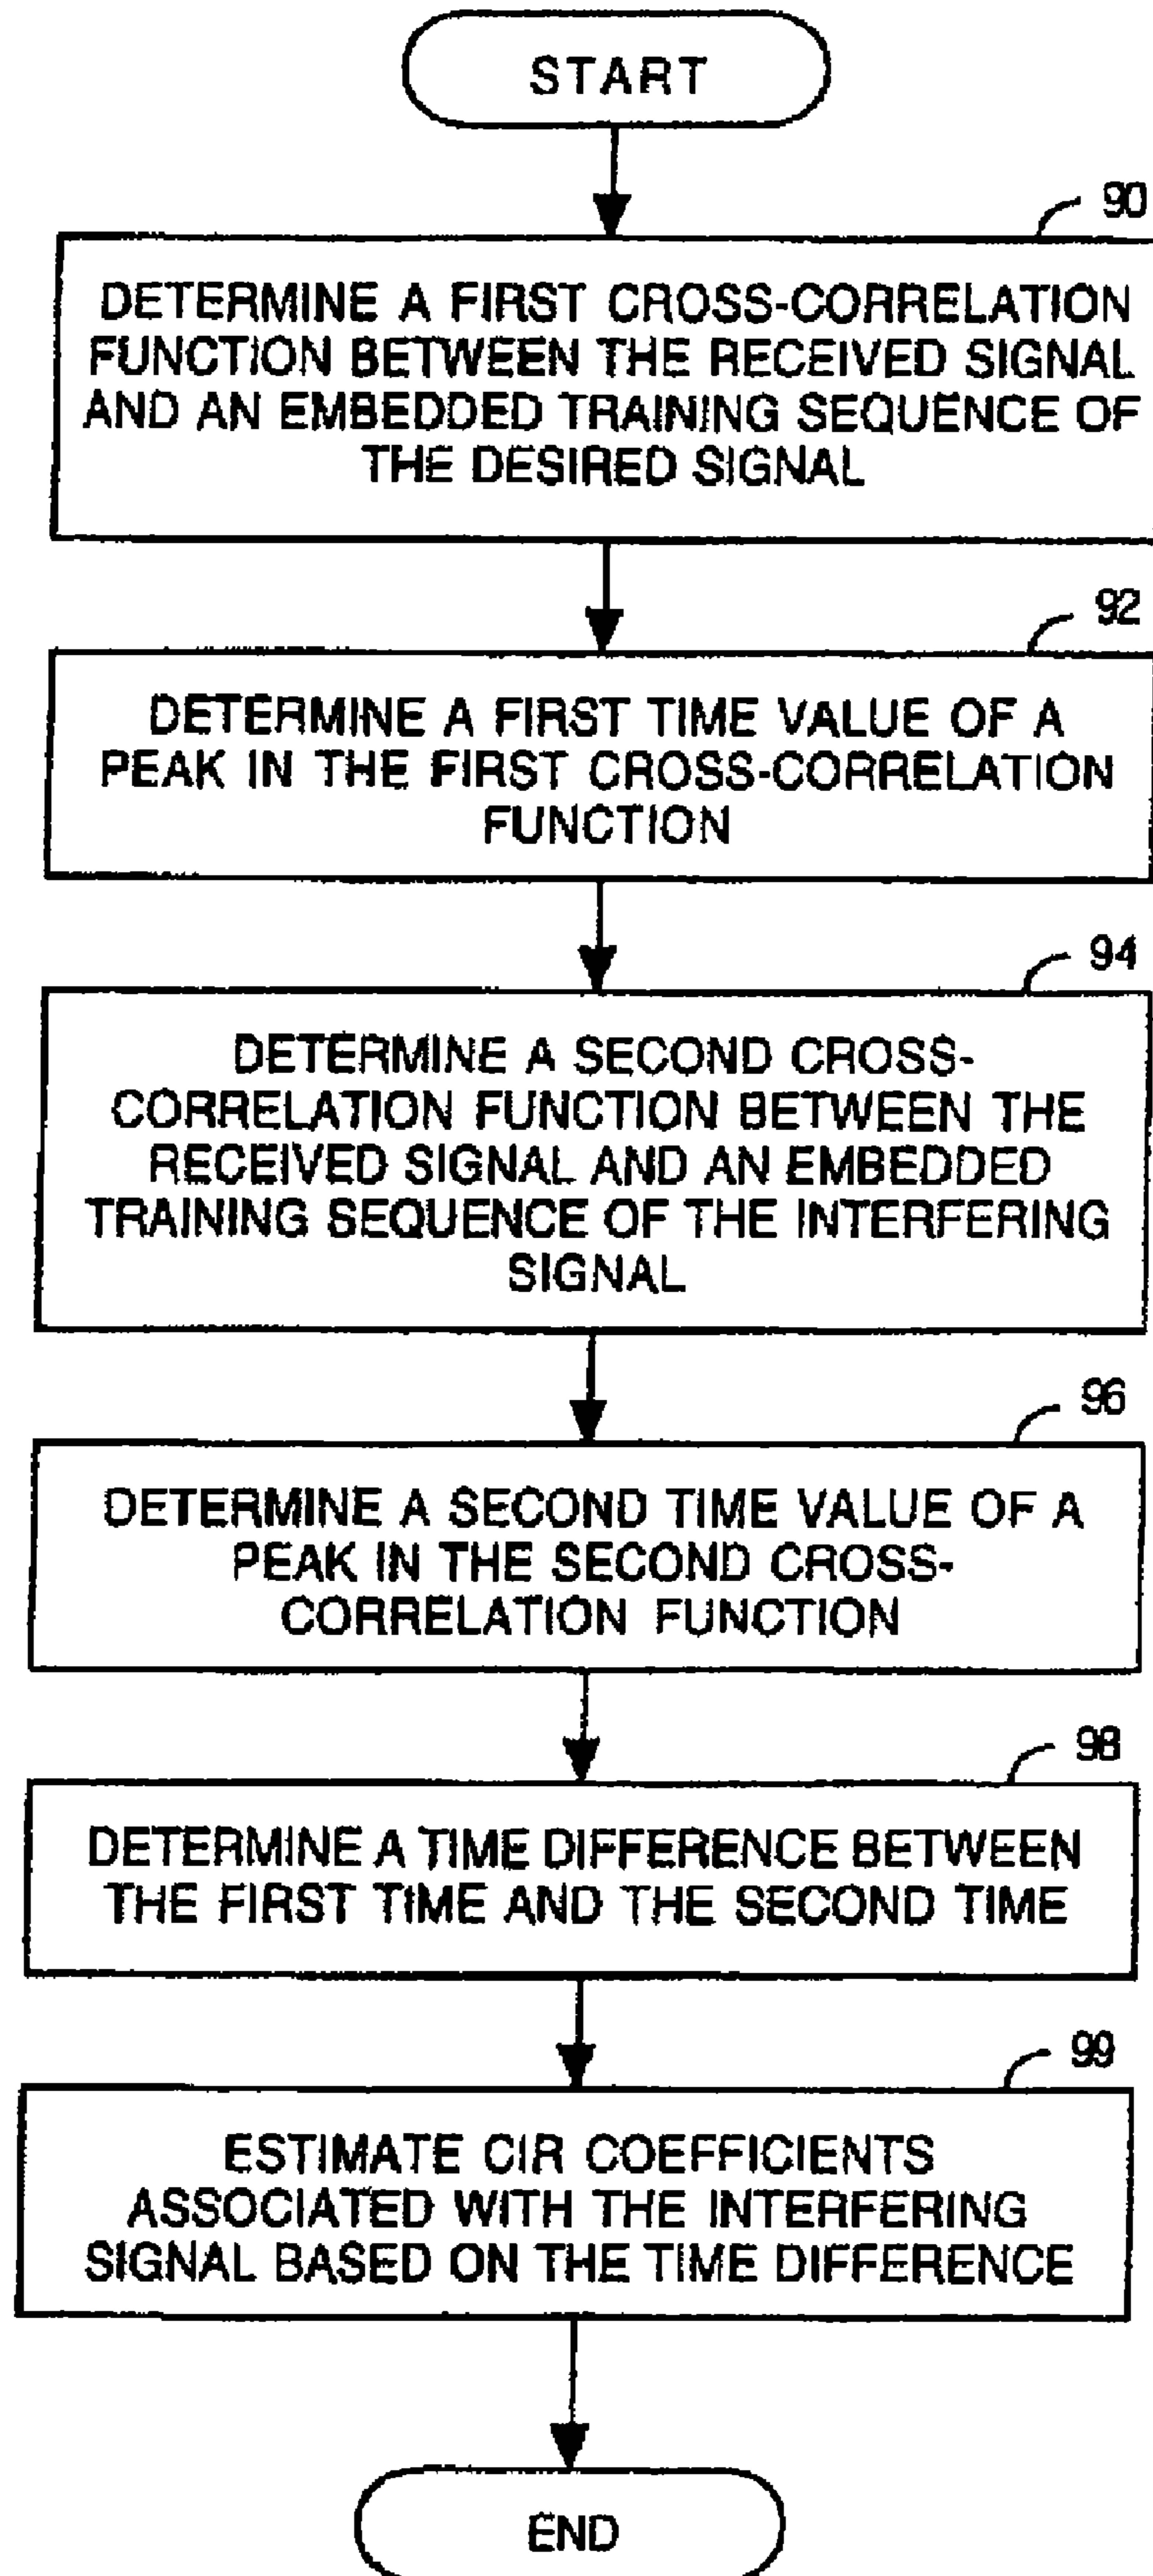 START
90
DETERMINE A FIRST CROSS-CORRELATION
FUNCTION BETWEEN THE RECEIVED SIGNAL
AND AN EMBEDDED TRAINING SEQUENCE OF
THE DESIRED SIGNAL
92
DETERMINE A FIRST TIME VALUE OF A
PEAK IN THE FIRST CROSS-CORRELATION
FUNCTION
94
DETERMINE A SECOND CROSS-
CORRELATION FUNCTION BETWEEN THE
RECEIVED SIGNAL AND AN EMBEDDED
TRAINING SEQUENCE OF THE INTERFERING
SIGNAL
96
DETERMINE A SECOND TIME VALUE OF A
PEAK IN THE SECOND CROSS-
CORRELATION FUNCTION
98
DETERMINE A TIME DIFFERENCE BETWEEN
THE FIRST TIME AND THE SECOND TIME
99
ESTIMATE CIR COEFFICIENTS
ASSOCIATED WITH THE INTERFERING
SIGNAL BASED ON THE TIME DIFFERENCE
END